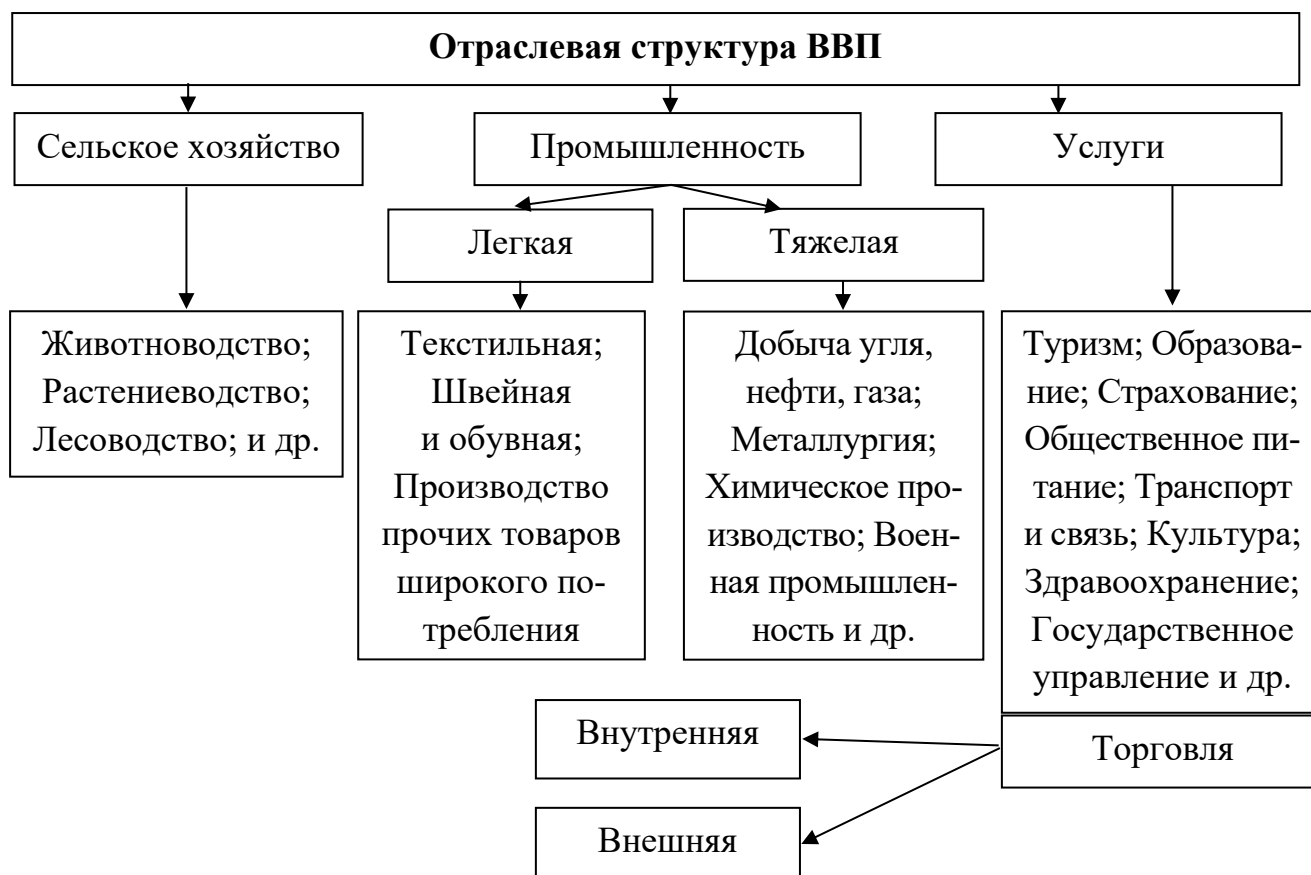 Отраслевая структура ВВП
Сельское хозяйство
Промышленность
Услуги
Легкая
Тяжелая
Животноводство;
Растениеводство;
Лесоводство; и др.
Текстильная;
Швейная
и обувная;
Производство
прочих товаров
широкого по-
требления
Добыча угля,
нефти, газа;
Металлургия;
Химическое про-
изводство; Воен-
ная промышлен-
ность и др.
Туризм; Образова-
ние; Страхование;
Общественное пи-
тание; Транспорт
и связь; Культура;
Здравоохранение;
Государственное
управление и др.
Внутренняя
Торговля
Внешняя